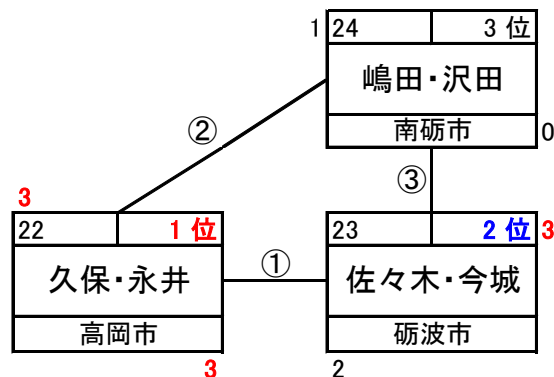 1 24 3 位
嶋田・沢田
南砺市 0
②
③
3
22 1 位
久保・永井
高岡市
3
①
23 2 位 3
佐々木・今城
砺波市
2